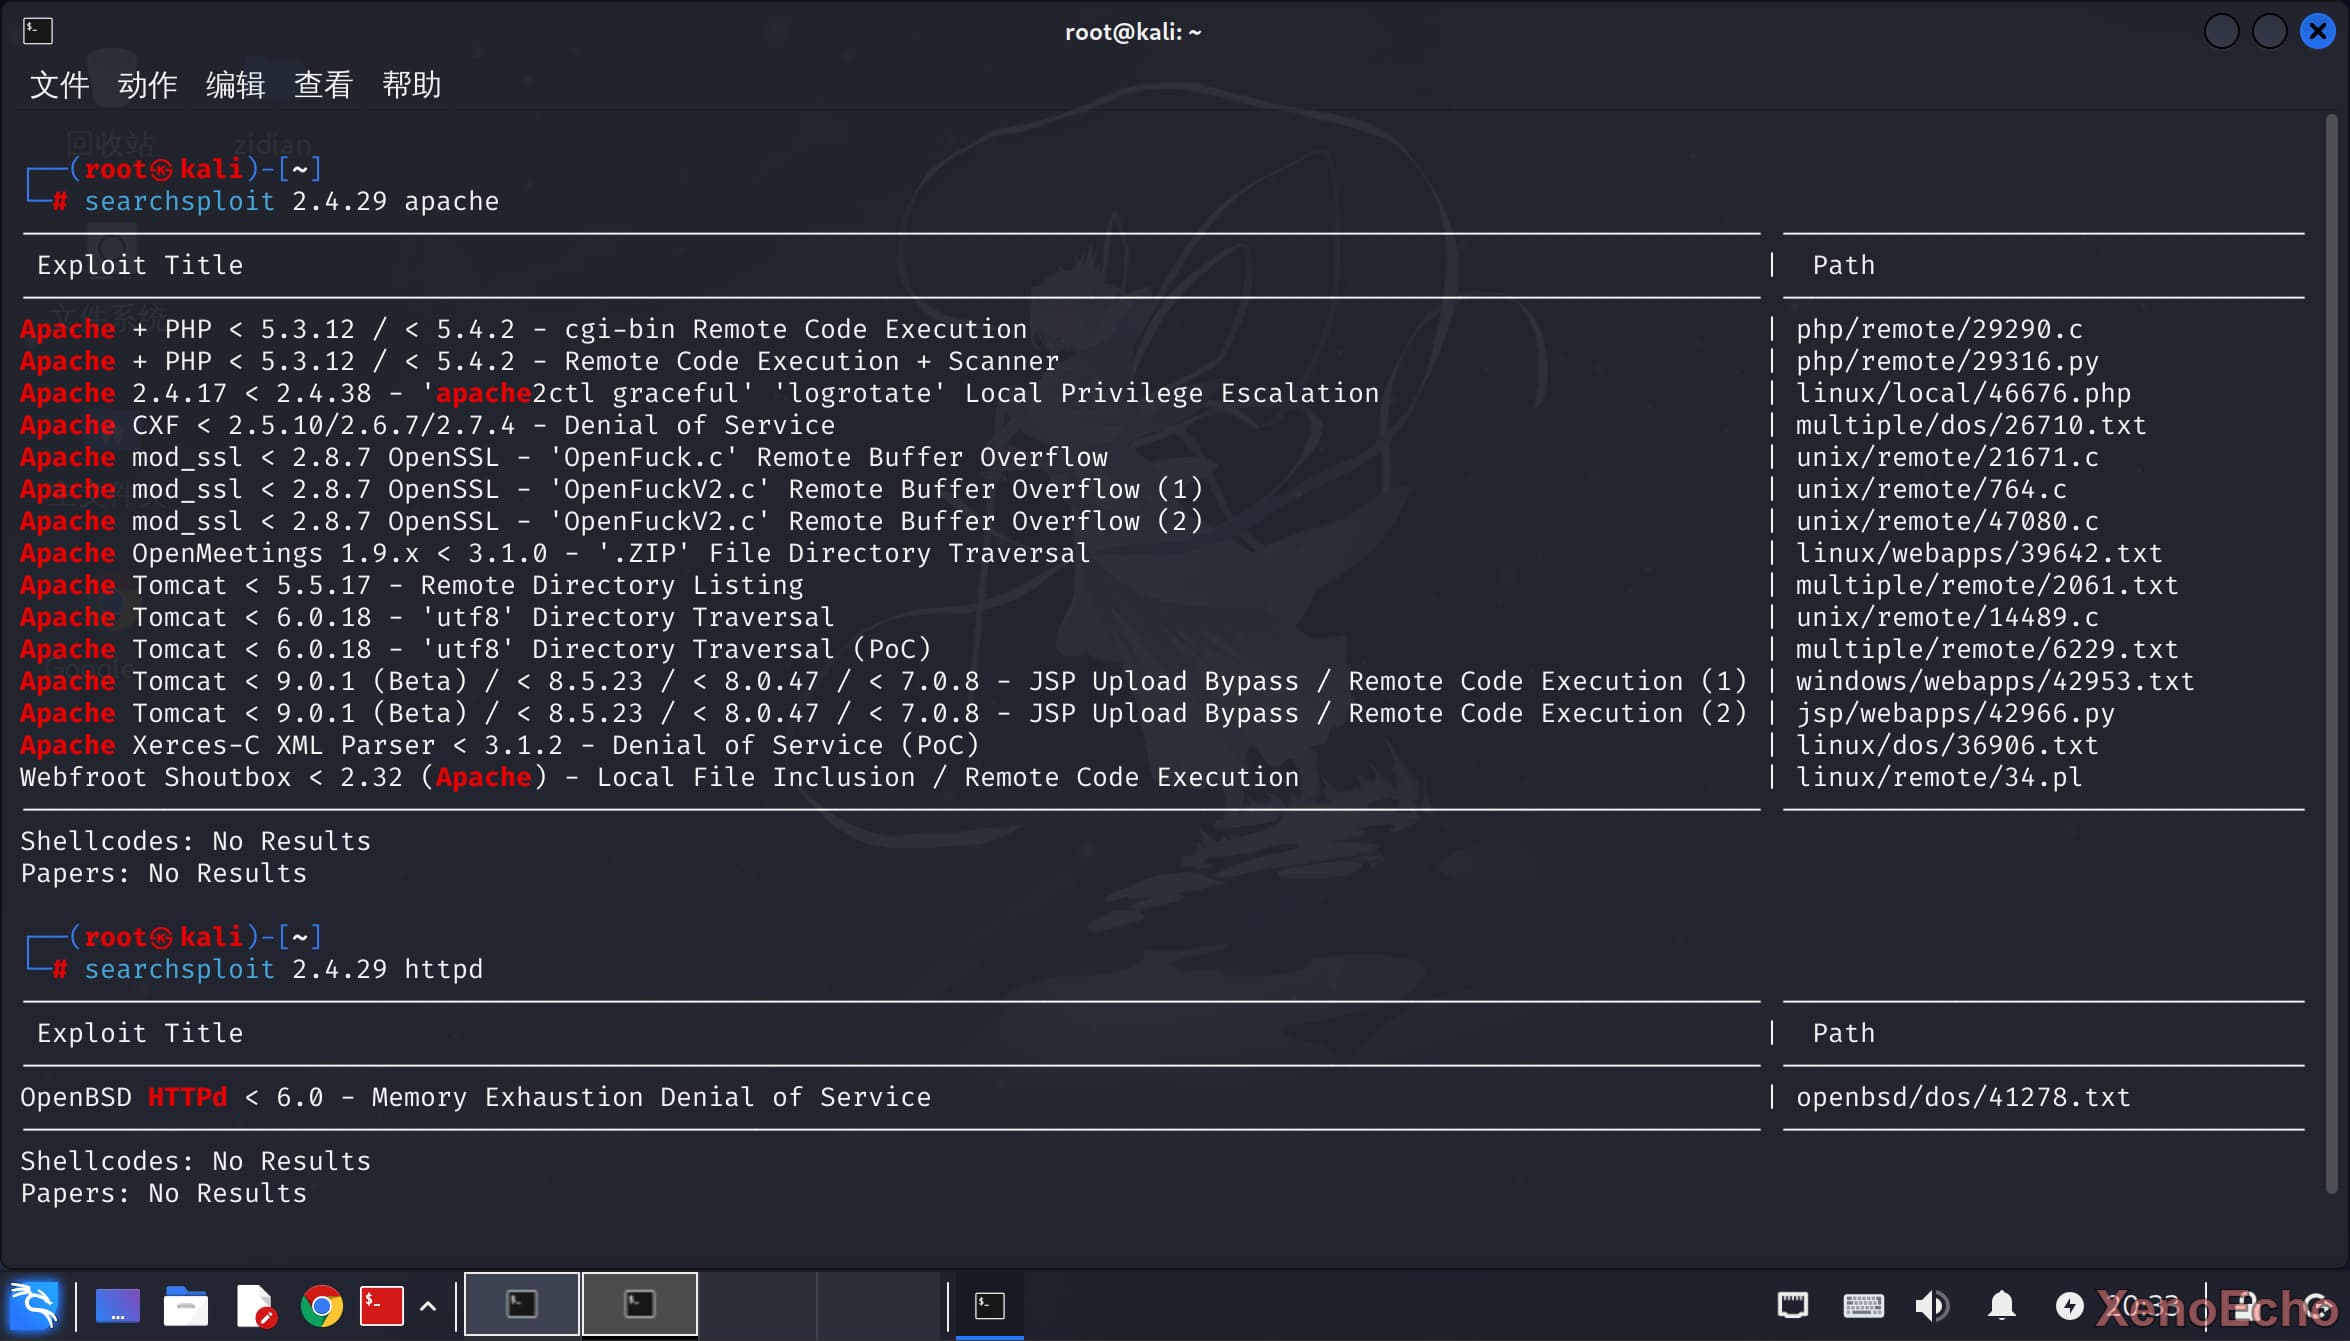 root@kali: ~
文件 动作 编辑 查看 帮助
回收站 zidian
┌──(root㉿kali)-[~]
└─# searchsploit 2.4.29 apache
Exploit Title | Path
文件系统
Apache + PHP < 5.3.12 / < 5.4.2 - cgi-bin Remote Code Execution | php/remote/29290.c
Apache + PHP < 5.3.12 / < 5.4.2 - Remote Code Execution + Scanner | php/remote/29316.py
Apache 2.4.17 < 2.4.38 - 'apache2ctl graceful' 'logrotate' Local Privilege Escalation | linux/local/46676.php
Apache CXF < 2.5.10/2.6.7/2.7.4 - Denial of Service | multiple/dos/26710.txt
Apache mod_ssl < 2.8.7 OpenSSL - 'OpenFuck.c' Remote Buffer Overflow | unix/remote/21671.c
Apache mod_ssl < 2.8.7 OpenSSL - 'OpenFuckV2.c' Remote Buffer Overflow (1) | unix/remote/764.c
主文件夹
Apache mod_ssl < 2.8.7 OpenSSL - 'OpenFuckV2.c' Remote Buffer Overflow (2) | unix/remote/47080.c
Apache OpenMeetings 1.9.x < 3.1.0 - '.ZIP' File Directory Traversal | linux/webapps/39642.txt
Apache Tomcat < 5.5.17 - Remote Directory Listing | multiple/remote/2061.txt
Apache Tomcat < 6.0.18 - 'utf8' Directory Traversal | unix/remote/14489.c
Apache Tomcat < 6.0.18 - 'utf8' Directory Traversal (PoC) | multiple/remote/6229.txt
Google
Apache Tomcat < 9.0.1 (Beta) / < 8.5.23 / < 8.0.47 / < 7.0.8 - JSP Upload Bypass / Remote Code Execution (1) | windows/webapps/42953.txt
Apache Tomcat < 9.0.1 (Beta) / < 8.5.23 / < 8.0.47 / < 7.0.8 - JSP Upload Bypass / Remote Code Execution (2) | jsp/webapps/42966.py
Apache Xerces-C XML Parser < 3.1.2 - Denial of Service (PoC) | linux/dos/36906.txt
Webfroot Shoutbox < 2.32 (Apache) - Local File Inclusion / Remote Code Execution | linux/remote/34.pl
Shellcodes: No Results
Papers: No Results
┌──(root㉿kali)-[~]
└─# searchsploit 2.4.29 httpd
Exploit Title | Path
OpenBSD HTTPd < 6.0 - Memory Exhaustion Denial of Service | openbsd/dos/41278.txt
Shellcodes: No Results
Papers: No Results
20:33
XenoEcho